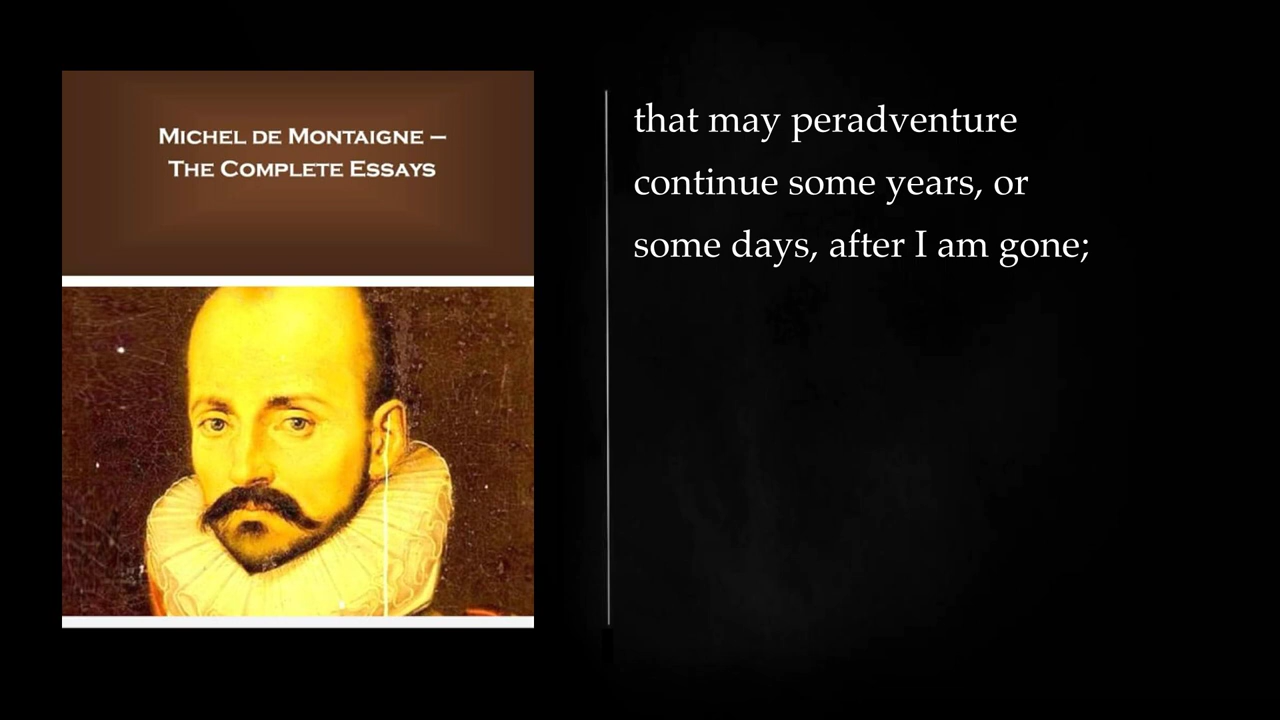 MICHEL DE MONTAIGNE –
THE COMPLETE ESSAYS
that may peradventure
continue some years, or
some days, after I am gone;